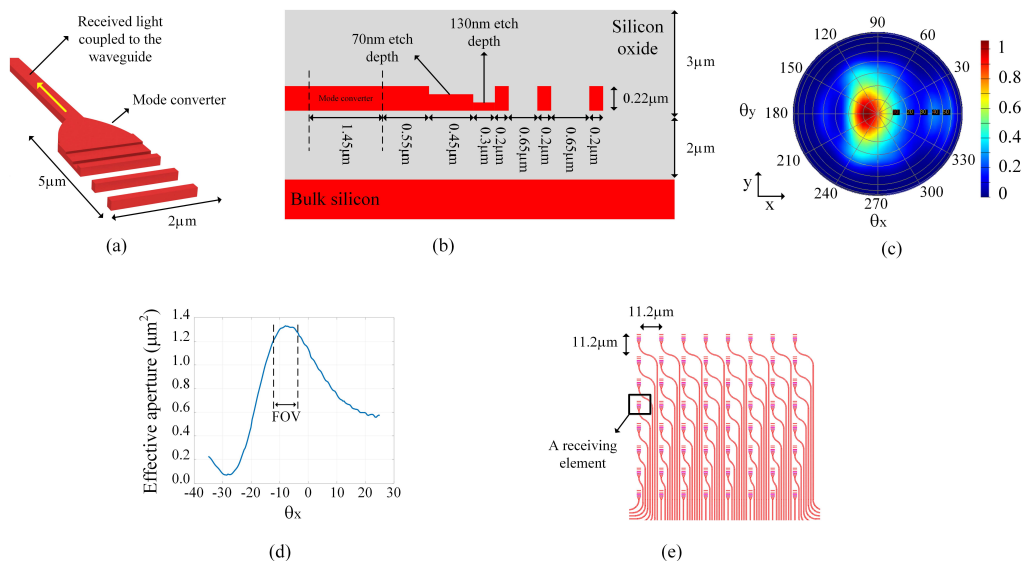 Received light
coupled to the
waveguide
Mode converter
5μm
2μm
(a)
130nm etch
depth
70nm etch
depth
Silicon
oxide
3μm
Mode converter
0.22μm
1.45μm
0.55μm
0.45μm
0.3μm
0.2μm
0.65μm
0.2μm
0.65μm
0.2μm
2μm
Bulk silicon
(b)
90
120
60
150
30
θy
180
210
330
240
300
270
θx
y
x
1
0.8
0.6
0.4
0.2
0
(c)
Effective aperture (μm²)
1.4
1.2
1.0
0.8
0.6
0.4
0.2
0.0
FOV
-40
-30
-20
-10
0
10
20
30
θx
(d)
11.2μm
11.2μm
A receiving
element
(e)